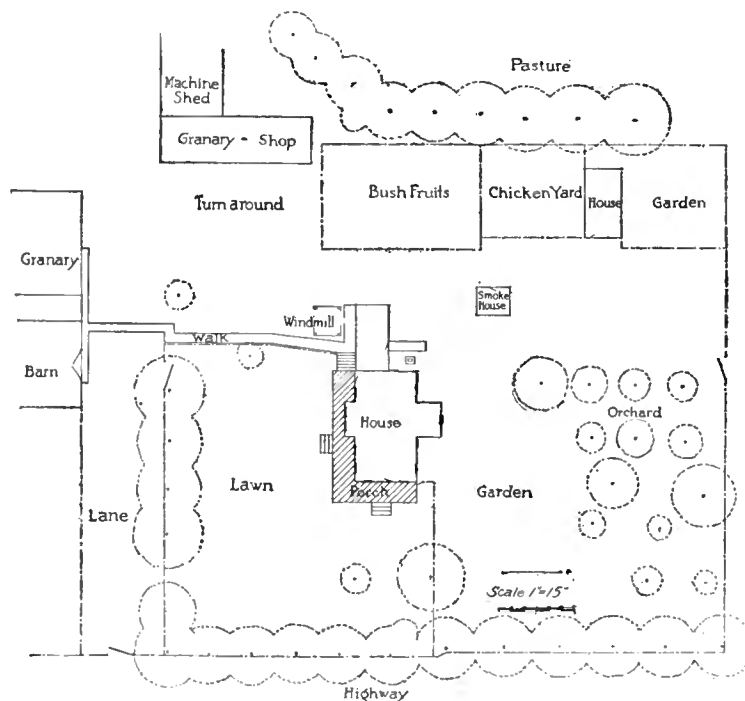 Pasture
Machine
Shed
Granary - Shop
Turnaround
Bush Fruits
Chicken Yard
House
Garden
Granary
Smoke
House
Windmill
Walk
Barn
House
Orchard
Lawn
Porch
Garden
Lane
Scale 1"=15"
Highway